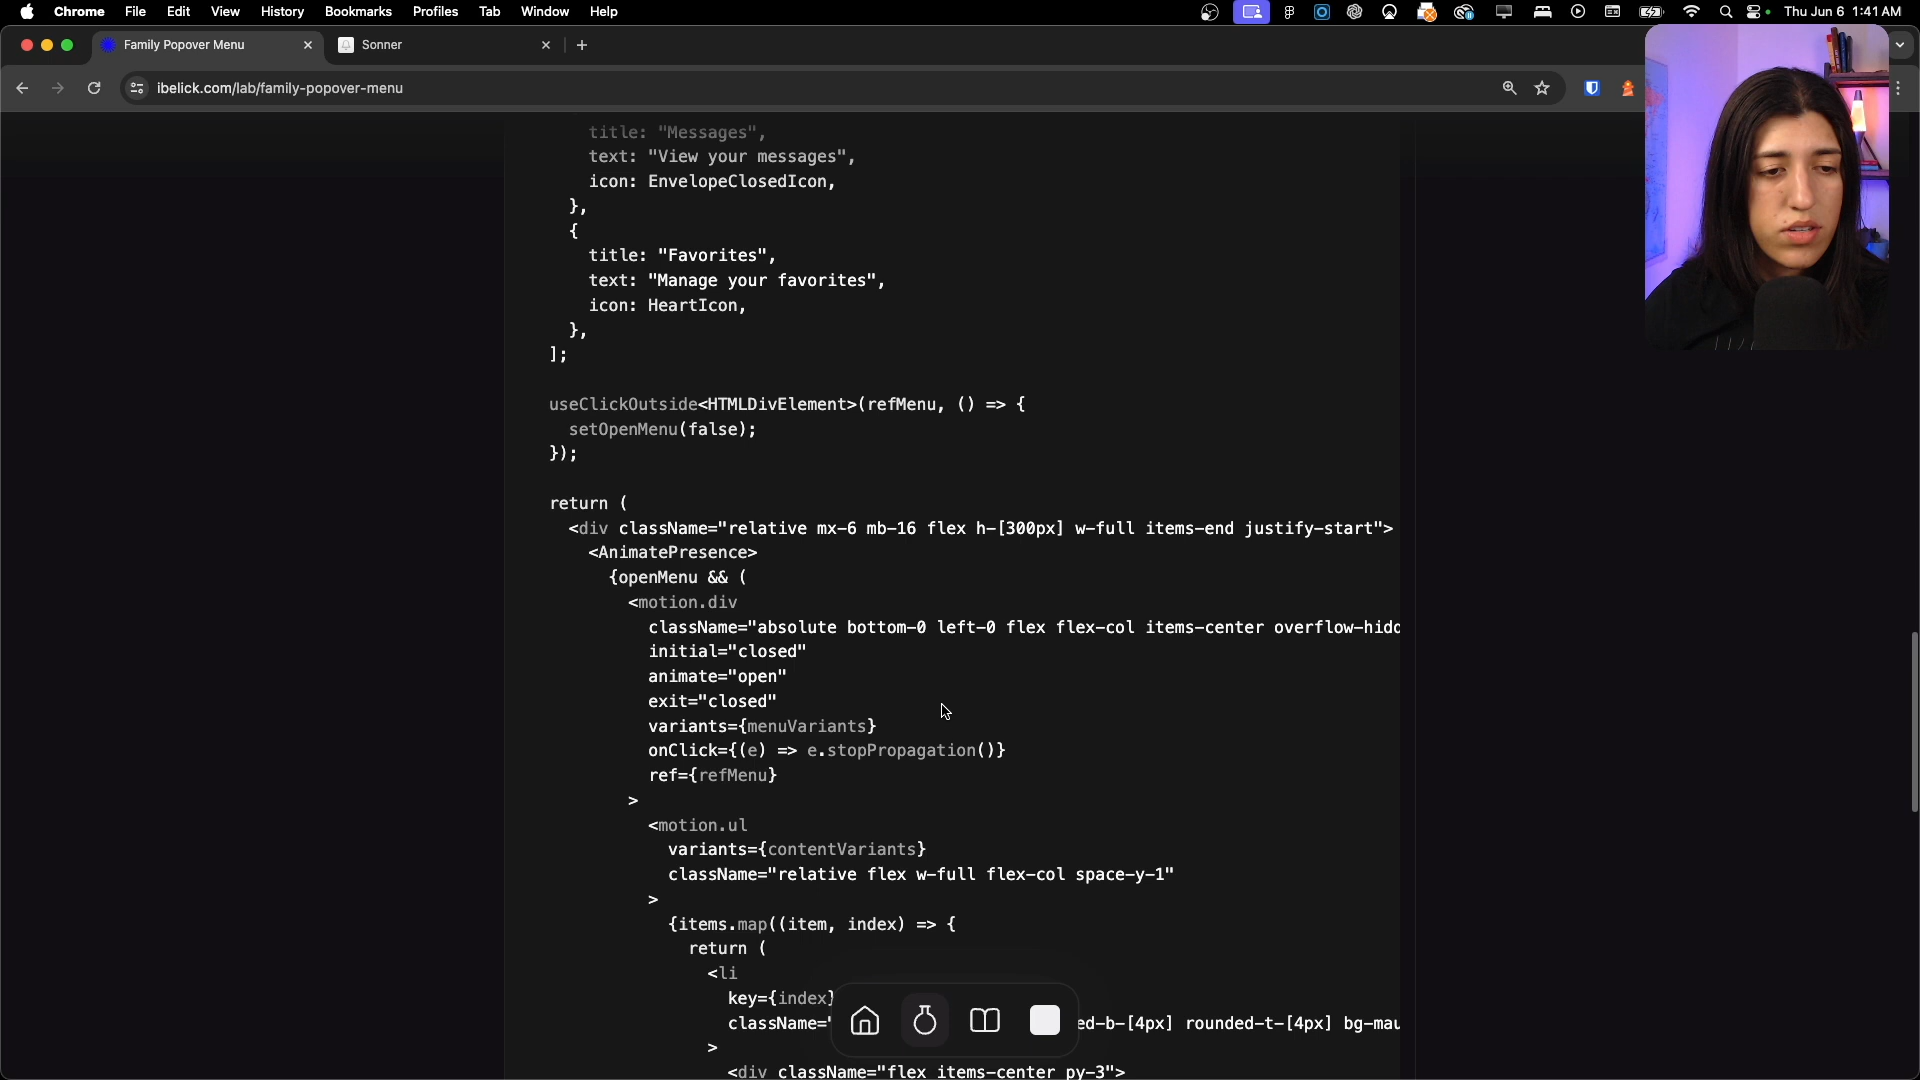 Chrome File Edit View History Bookmarks Profiles Tab Window Help Thu Jun 6 1:41 AM
Family Popover Menu Sonner
ibelick.com/lab/family-popover-menu
title: "Messages",
text: "View your messages",
icon: EnvelopeClosedIcon,
},
{
title: "Favorites",
text: "Manage your favorites",
icon: HeartIcon,
},
];
useClickOutside<HTMLDivElement>(refMenu, () => {
setOpenMenu(false);
});
return (
<div className="relative mx-6 mb-16 flex h-[300px] w-full items-end justify-start">
<AnimatePresence>
{openMenu && (
<motion.div
className="absolute bottom-0 left-0 flex flex-col items-center overflow-hidd
initial="closed"
animate="open"
exit="closed"
variants={menuVariants}
onClick={(e) => e.stopPropagation()}
ref={refMenu}
>
<motion.ul
variants={contentVariants}
className="relative flex w-full flex-col space-y-1"
>
{items.map((item, index) => {
return (
<li
key={index}
className=" ed-b-[4px] rounded-t-[4px] bg-mau
>
<div className="flex items-center py-3">